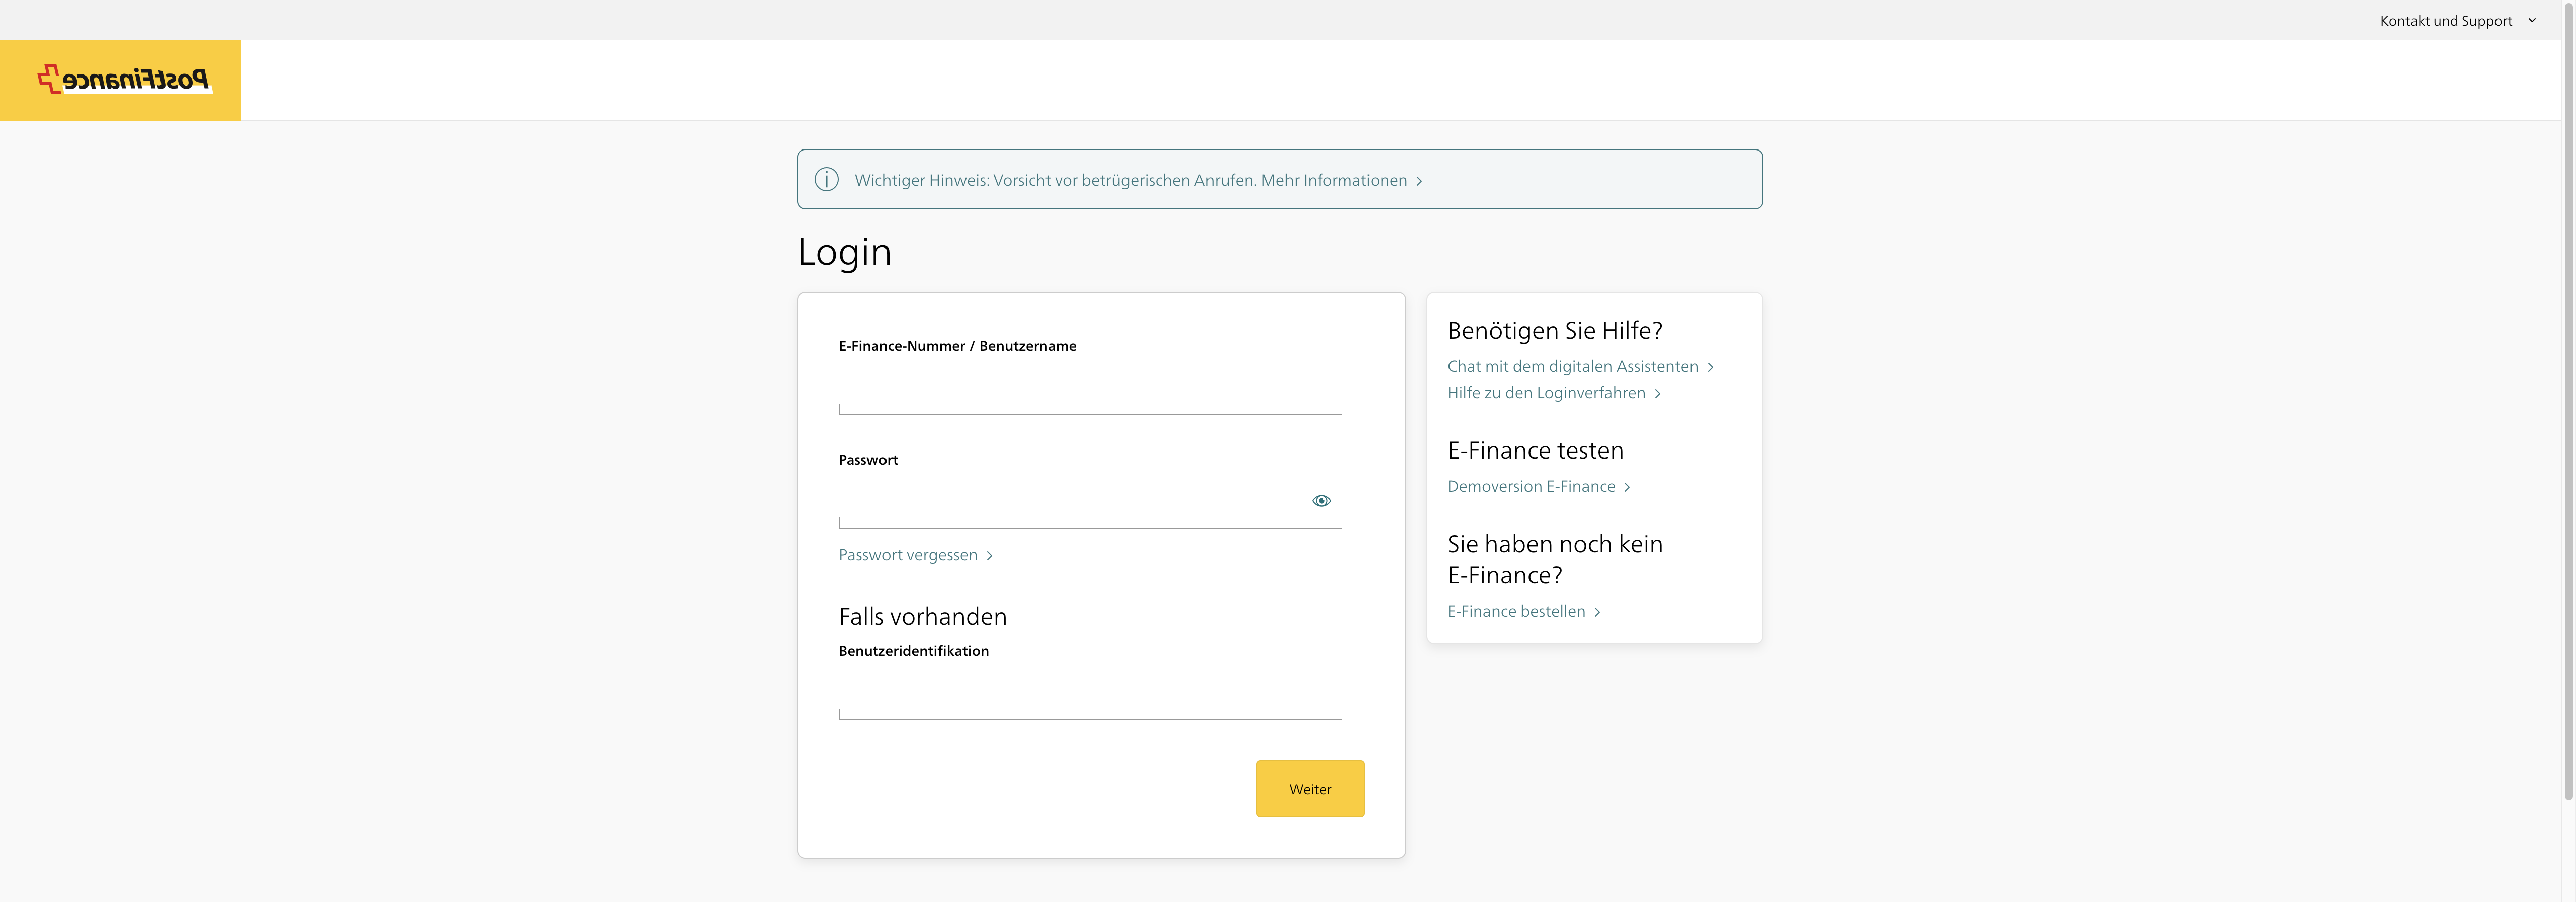 Kontakt und Support
PostFinance
Wichtiger Hinweis: Vorsicht vor betrügerischen Anrufen. Mehr Informationen
Login
E-Finance-Nummer / Benutzername
Passwort
Passwort vergessen
Falls vorhanden
Benutzeridentifikation
Weiter
Benötigen Sie Hilfe?
Chat mit dem digitalen Assistenten
Hilfe zu den Loginverfahren
E-Finance testen
Demoversion E-Finance
Sie haben noch kein
E-Finance?
E-Finance bestellen